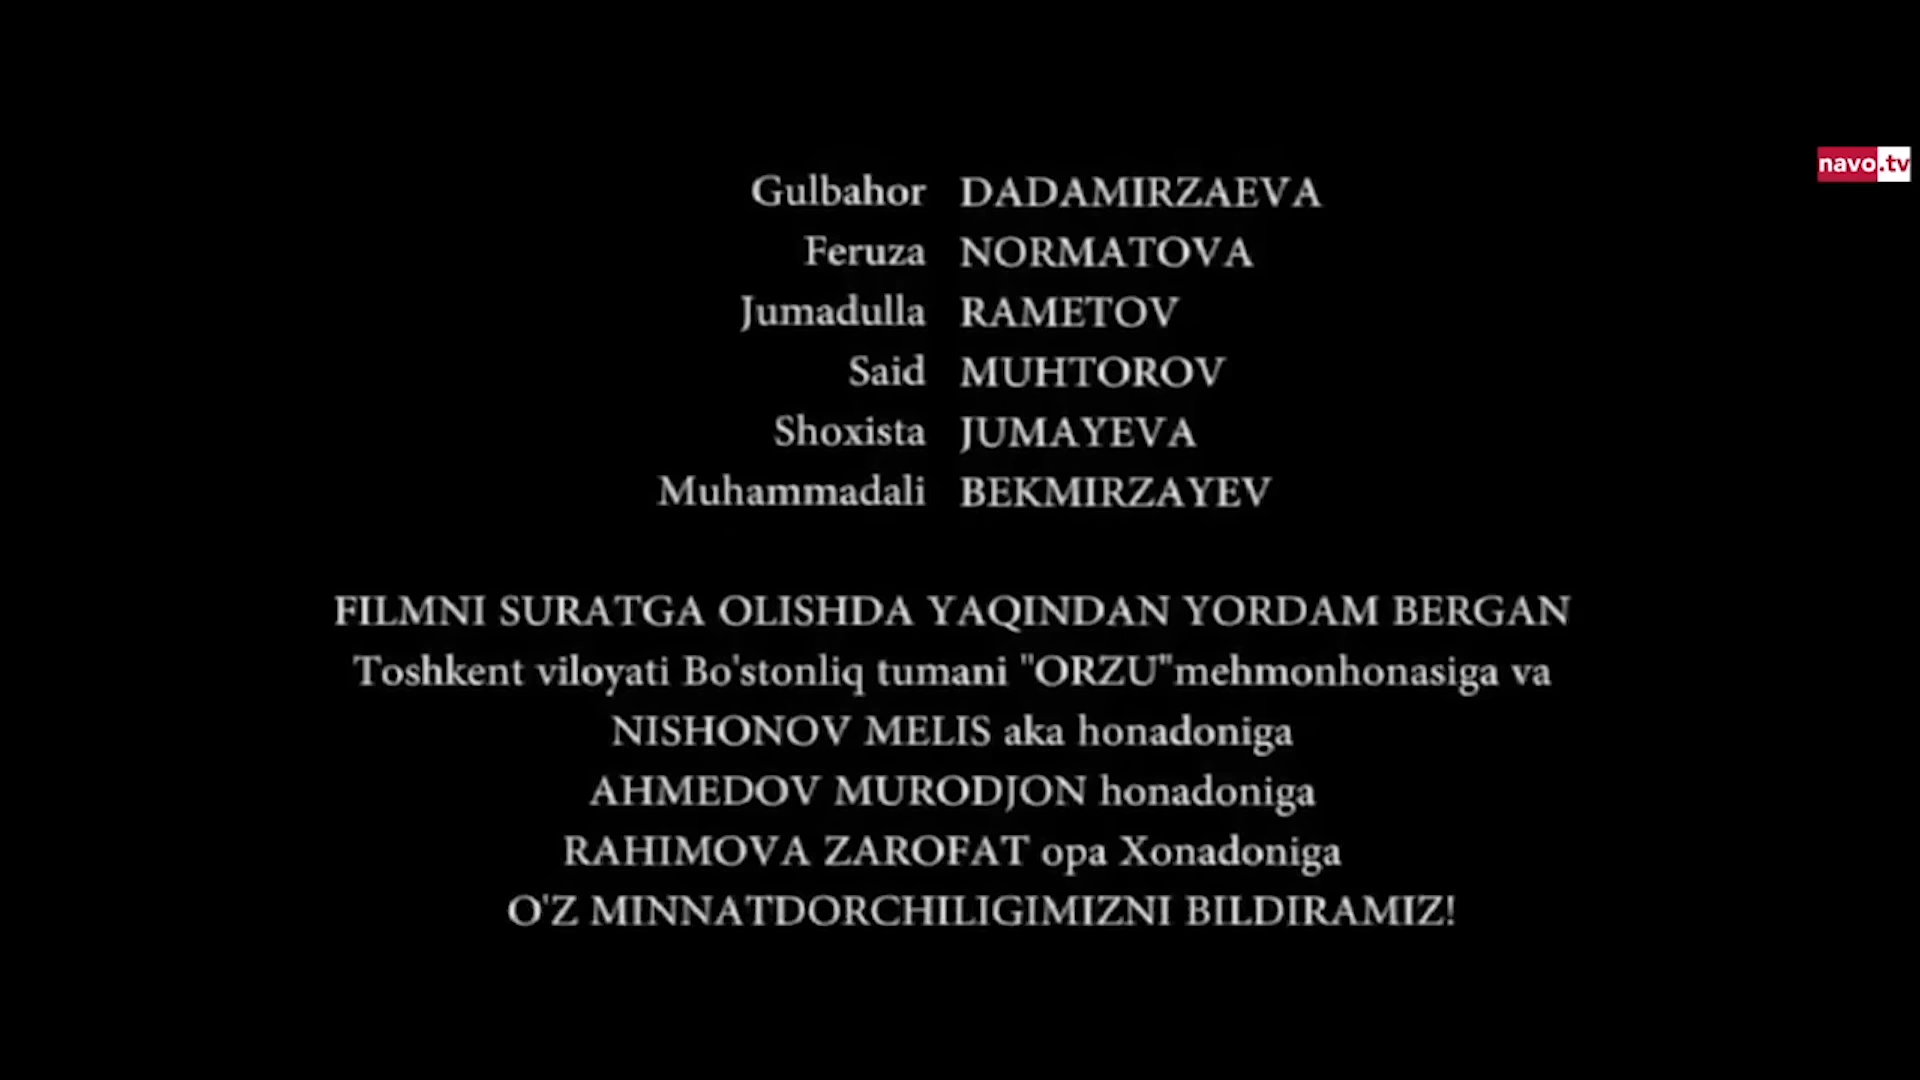 navo.tv
Gulbahor DADAMIRZAEVA
Feruza NORMATOVA
Jumadulla RAMETOV
Said MUHTOROV
Shoxista JUMAYEVA
Muhammadali BEKMIRZAYEV
FILMNI SURATGA OLISHDA YAQINDAN YORDAM BERGAN
Toshkent viloyati Bo'stonliq tumani "ORZU"mehmonhonasiga va
NISHONOV MELIS aka honadoniga
AHMEDOV MURODJON honadoniga
RAHIMOVA ZAROFAT opa Xonadoniga
O'Z MINNATDORCHILIGIMIZNI BILDIRAMIZ!